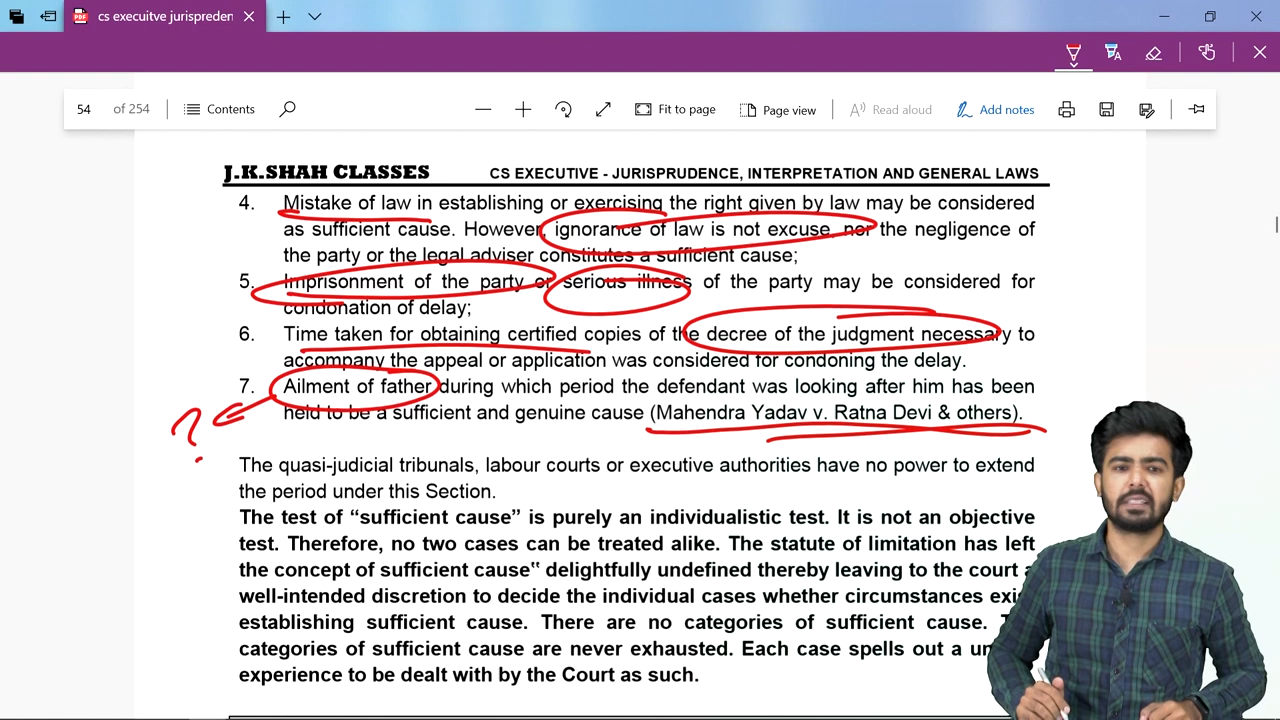 cs execuitve jurispreden
54 of 254 Contents Fit to page Page view Read aloud Add notes
J.K.SHAH CLASSES CS EXECUTIVE - JURISPRUDENCE, INTERPRETATION AND GENERAL LAWS
4. Mistake of law in establishing or exercising the right given by law may be considered
as sufficient cause. However, ignorance of law is not excuse, nor the negligence of
the party or the legal adviser constitutes a sufficient cause;
5. Imprisonment of the party or serious illness of the party may be considered for
condonation of delay;
6. Time taken for obtaining certified copies of the decree of the judgment necessary to
accompany the appeal or application was considered for condoning the delay.
7. Ailment of father during which period the defendant was looking after him has been
held to be a sufficient and genuine cause (Mahendra Yadav v. Ratna Devi & others).
?
The quasi-judicial tribunals, labour courts or executive authorities have no power to extend
the period under this Section.
The test of “sufficient cause” is purely an individualistic test. It is not an objective
test. Therefore, no two cases can be treated alike. The statute of limitation has left
the concept of sufficient cause‟ delightfully undefined thereby leaving to the court a
well-intended discretion to decide the individual cases whether circumstances
establishing sufficient cause. There are no categories of sufficient cause.
categories of sufficient cause are never exhausted. Each case spells out a
experience to be dealt with by the Court as such.